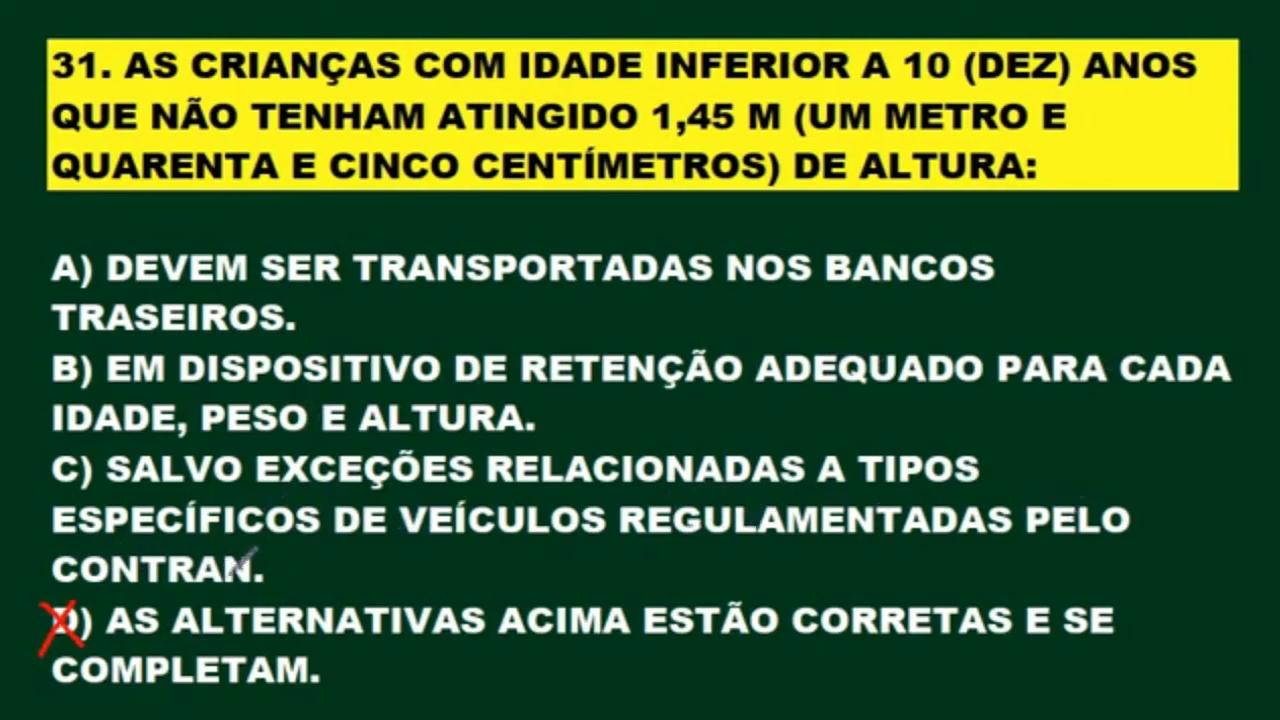 31. AS CRIANÇAS COM IDADE INFERIOR A 10 (DEZ) ANOS
QUE NÃO TENHAM ATINGIDO 1,45 M (UM METRO E
QUARENTA E CINCO CENTÍMETROS) DE ALTURA:
A) DEVEM SER TRANSPORTADAS NOS BANCOS
TRASEIROS.
B) EM DISPOSITIVO DE RETENÇÃO ADEQUADO PARA CADA
IDADE, PESO E ALTURA.
C) SALVO EXCEÇÕES RELACIONADAS A TIPOS
ESPECÍFICOS DE VEÍCULOS REGULAMENTADAS PELO
CONTRAN.
D) AS ALTERNATIVAS ACIMA ESTÃO CORRETAS E SE
COMPLETAM.